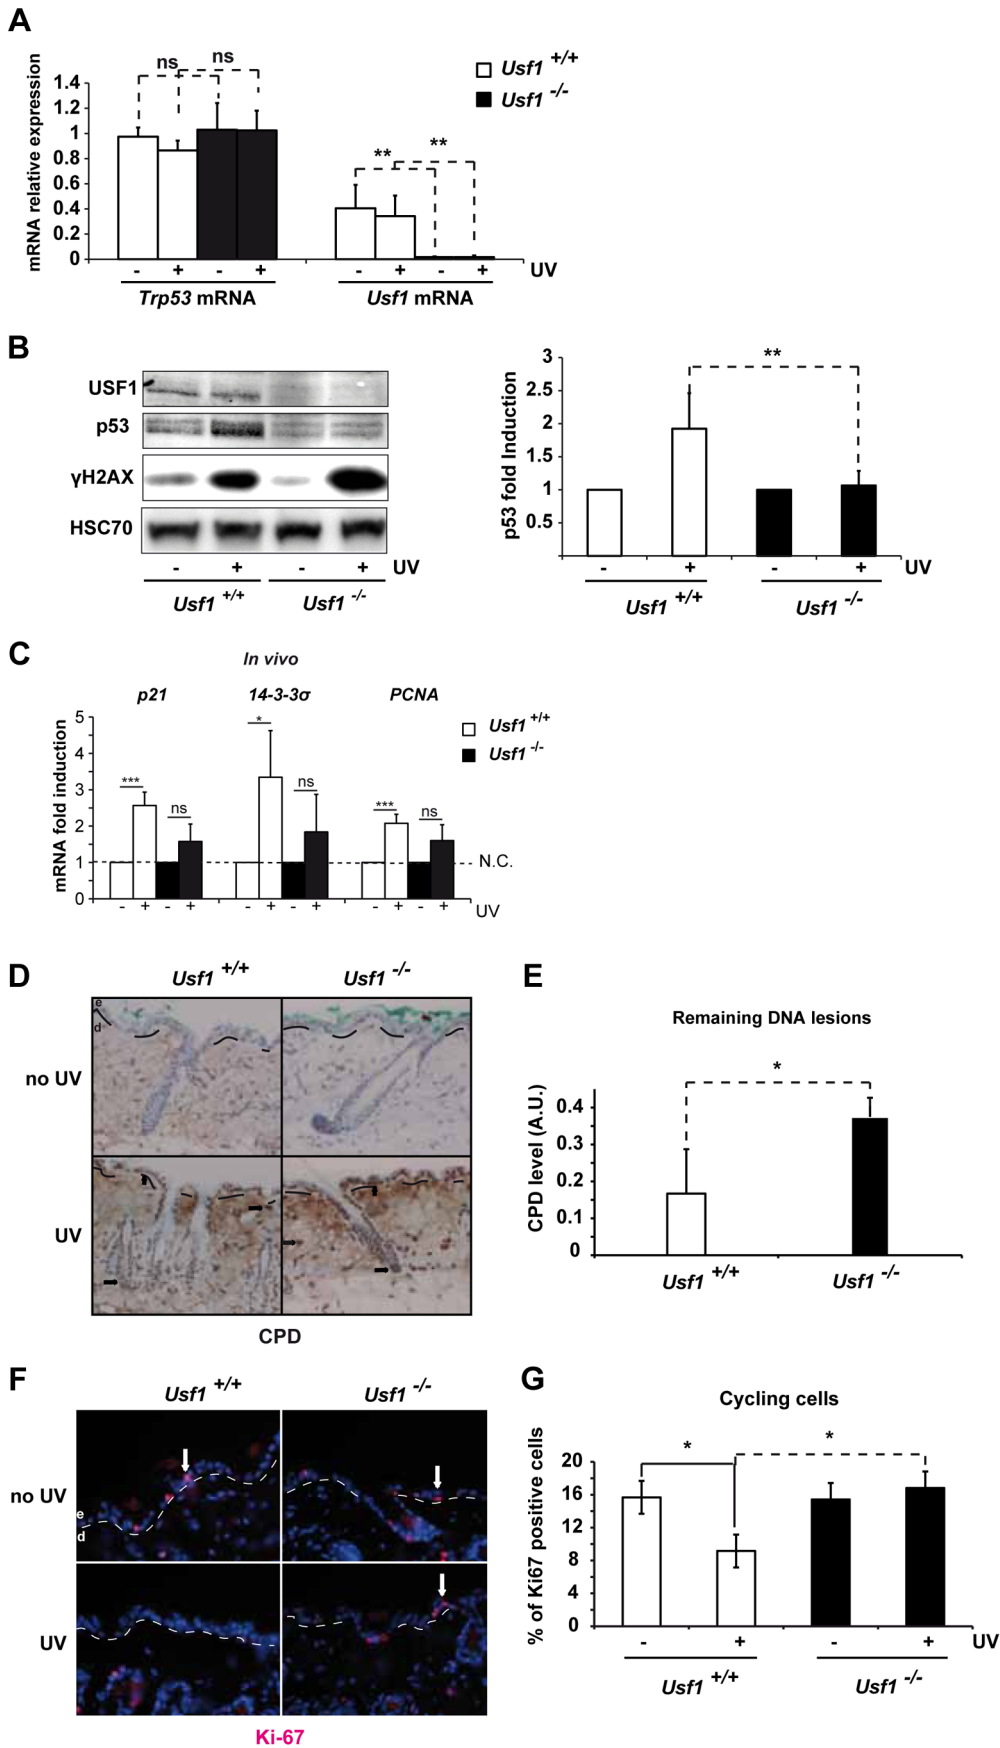 A
mRNA relative expression
1.4
1.2
1
0.8
0.6
0.4
0.2
0
ns
ns
**
**
Usf1 +/+
Usf1 -/-
- + - + - + - + UV
Trp53 mRNA
Usf1 mRNA
B
USF1
p53
γH2AX
HSC70
- + - + UV
Usf1 +/+
Usf1 -/-
p53 fold Induction
3
2.5
2
1.5
1
0.5
**
- + - + UV
Usf1 +/+
Usf1 -/-
C
In vivo
p21
14-3-3σ
PCNA
Usf1 +/+
Usf1 -/-
mRNA fold induction
5
4
3
2
1
0
***
ns
*
ns
***
ns
N.C.
- + - + - + - + - + - + UV
D
Usf1 +/+
Usf1 -/-
no UV
e
d
UV
CPD
E
Remaining DNA lesions
CPD level (A.U.)
0.4
0.3
0.2
0.1
0
*
Usf1 +/+
Usf1 -/-
F
Usf1 +/+
Usf1 -/-
no UV
e
d
UV
Ki-67
G
Cycling cells
% of Ki67 positive cells
20
16
12
8
4
0
*
*
- + - + UV
Usf1 +/+
Usf1 -/-